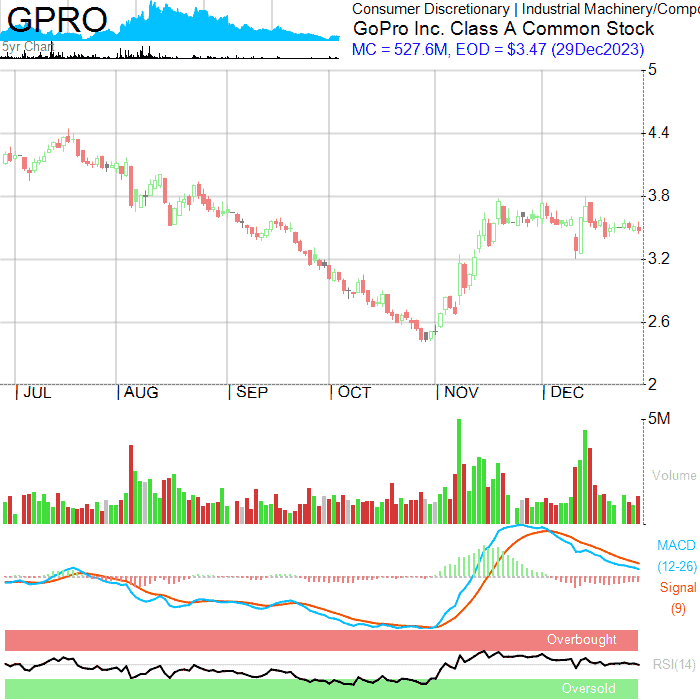 GPRO
5yr Chart
Consumer Discretionary | Industrial Machinery/Compo
GoPro Inc. Class A Common Stock
MC = 527.6M, EOD = $3.47 (29Dec2023)
5
4.4
3.8
3.2
2.6
2
JUL AUG SEP OCT NOV DEC
5M
Volume
MACD
(12-26)
Signal
(9)
Overbought
RSI(14)
Oversold